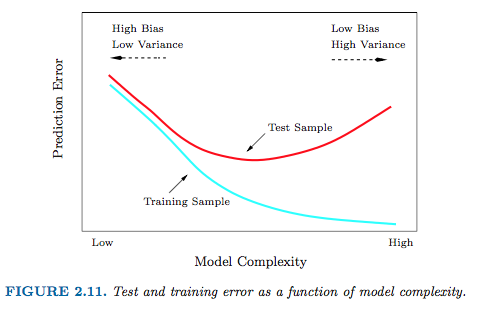 High Bias
Low Variance
Low Bias
High Variance
Prediction Error
Test Sample
Training Sample
Low
High
Model Complexity
FIGURE 2.11. Test and training error as a function of model complexity.